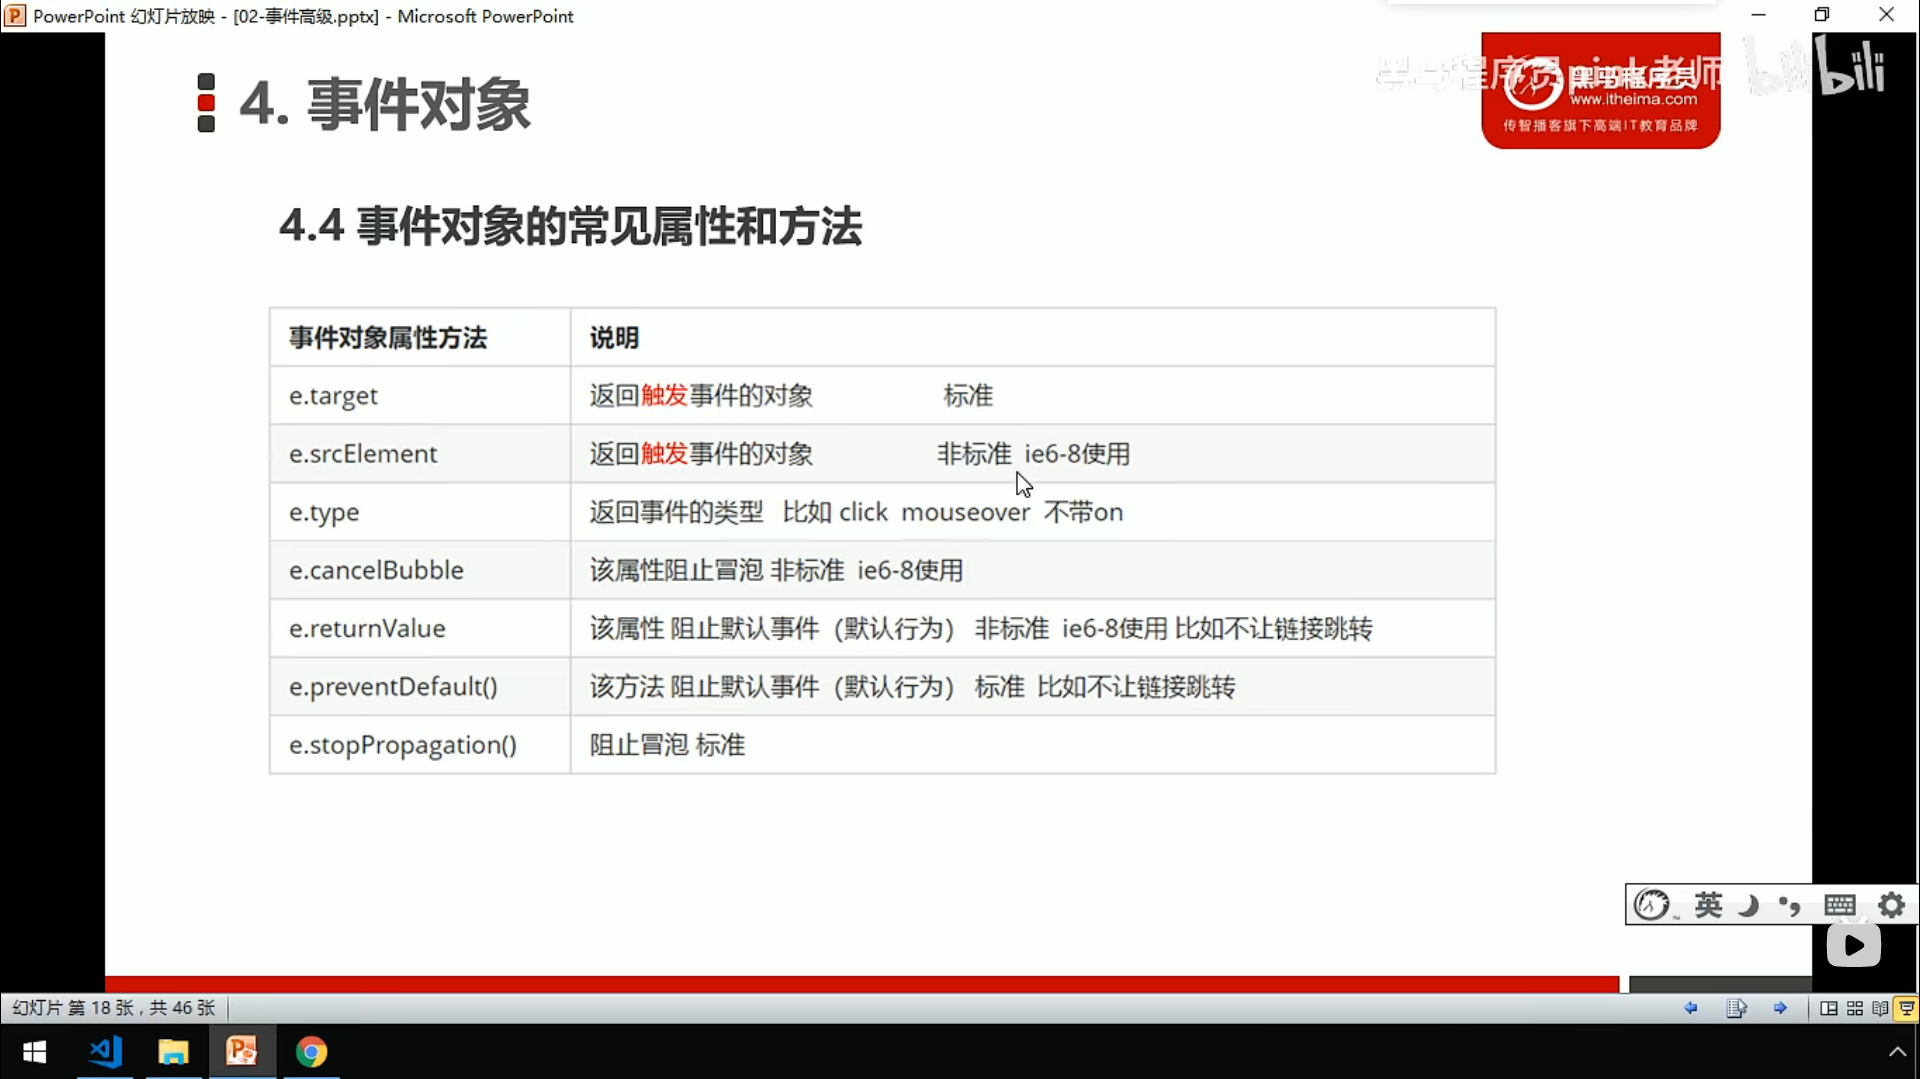 PowerPoint 幻灯片放映 - [02-事件高级.pptx] - Microsoft PowerPoint
黑马程序员pink老师
bilibili
黑马程序员
www.itheima.com
传智播客旗下高端IT教育品牌
4. 事件对象
4.4 事件对象的常见属性和方法
事件对象属性方法 说明
e.target 返回触发事件的对象 标准
e.srcElement 返回触发事件的对象 非标准 ie6-8使用
e.type 返回事件的类型 比如 click mouseover 不带on
e.cancelBubble 该属性阻止冒泡 非标准 ie6-8使用
e.returnValue 该属性 阻止默认事件（默认行为） 非标准 ie6-8使用 比如不让链接跳转
e.preventDefault() 该方法 阻止默认事件（默认行为） 标准 比如不让链接跳转
e.stopPropagation() 阻止冒泡 标准
英
幻灯片 第 18 张，共 46 张